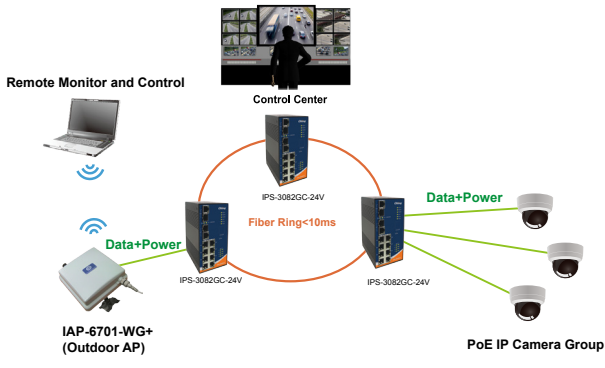 Remote Monitor and Control
Control Center
IPS-3082GC-24V
Data+Power
Fiber Ring<10ms
Data+Power
IPS-3082GC-24V
IPS-3082GC-24V
IAP-6701-WG+
(Outdoor AP)
PoE IP Camera Group